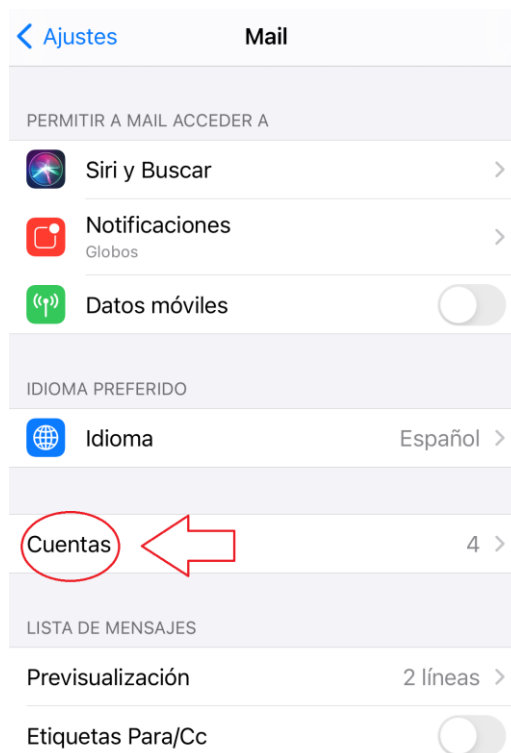 Ajustes
Mail
PERMITIR A MAIL ACCEDER A
Siri y Buscar
Notificaciones
Globos
Datos móviles
IDIOMA PREFERIDO
Idioma
Español
Cuentas
4
LISTA DE MENSAJES
Previsualización
2 líneas
Etiquetas Para/Cc